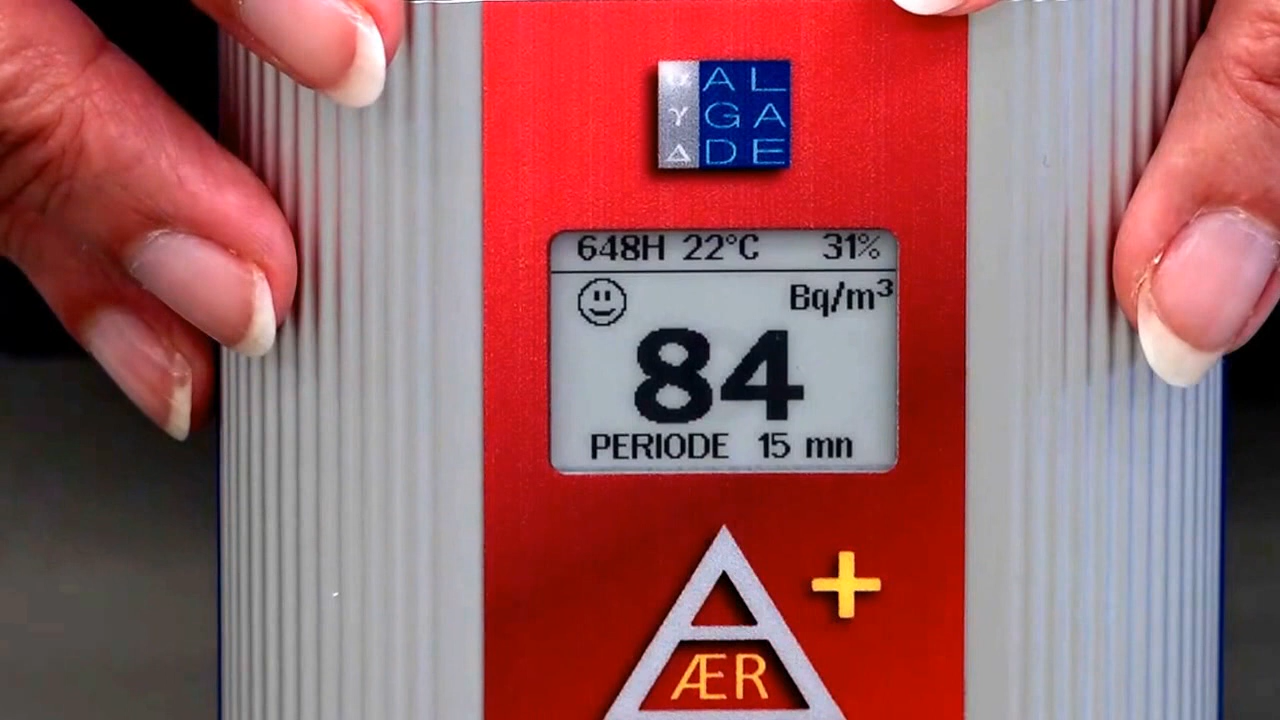 AL
γ GA
Δ DE
648H 22°C 31%
Bq/m³
84
PERIODE 15 mn
+
ÆR